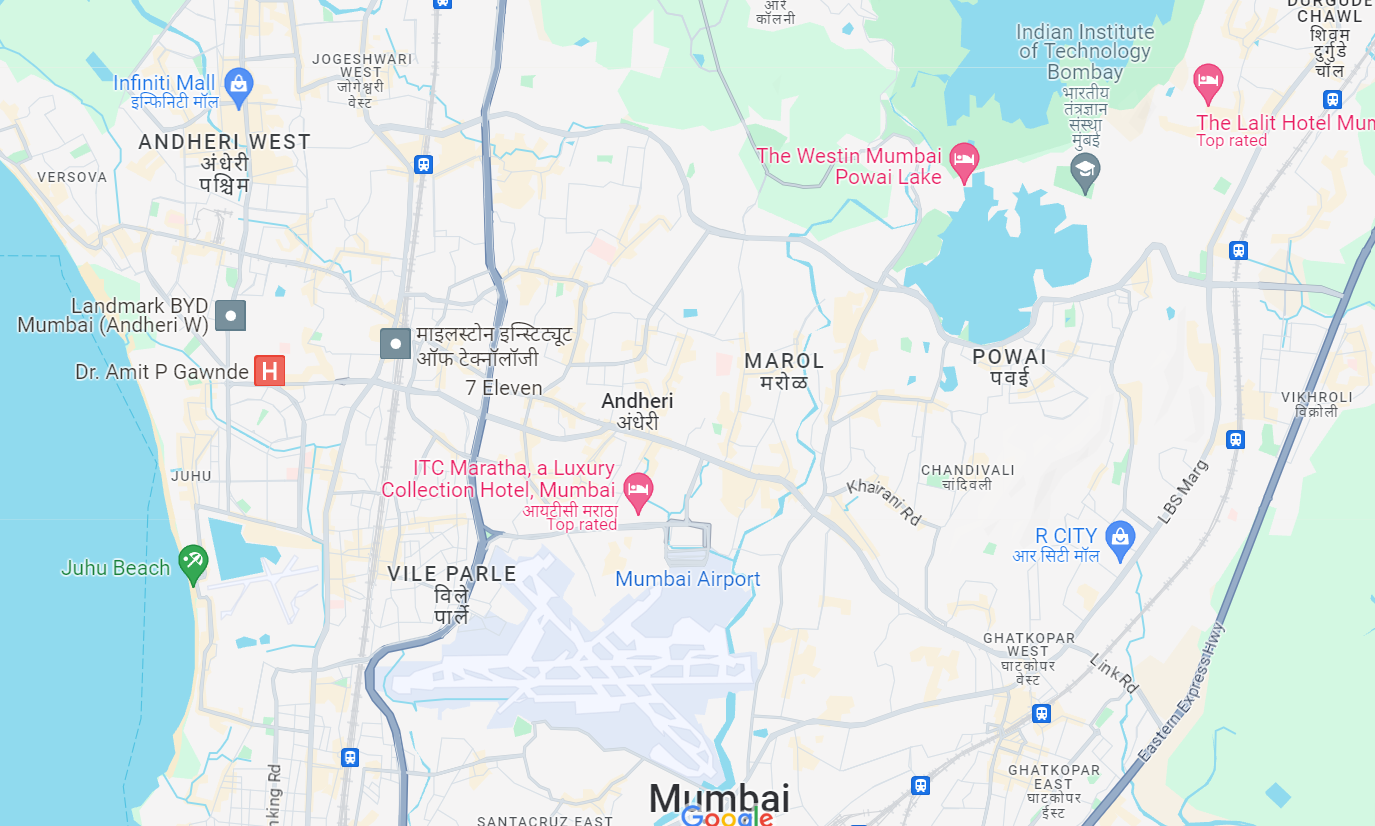 आरे
कॉलनी
DURGUDE
CHAWL
शिवम
दुर्गुडे
चॉल
Indian Institute
of Technology
Bombay
भारतीय
तंत्रज्ञान
संस्था
मुंबई
JOGESHWARI
WEST
जोगेश्वरी
वेस्ट
Infiniti Mall
इन्फिनिटी मॉल
The Lalit Hotel Mum
Top rated
ANDHERI WEST
अंधेरी
पश्चिम
The Westin Mumbai
Powai Lake
VERSOVA
Landmark BYD
Mumbai (Andheri W)
माइलस्टोन इन्स्टिट्यूट
ऑफ टेक्नॉलॉजी
MAROL
मरोळ
POWAI
पवई
Dr. Amit P Gawnde
H
7 Eleven
Andheri
अंधेरी
VIKHROLI
विक्रोली
JUHU
ITC Maratha, a Luxury
Collection Hotel, Mumbai
आयटीसी मराठा
Top rated
CHANDIVALI
चांदिवली
Khairani Rd
LBS Marg
R CITY
आर सिटी मॉल
Juhu Beach
VILE PARLE
विले
पार्ले
Mumbai Airport
GHATKOPAR
WEST
घाटकोपर
वेस्ट
Link Rd
Eastern Express Hwy
GHATKOPAR
EAST
घाटकोपर
ईस्ट
nking Rd
Mumbai
Google
SANTACRUZ EAST